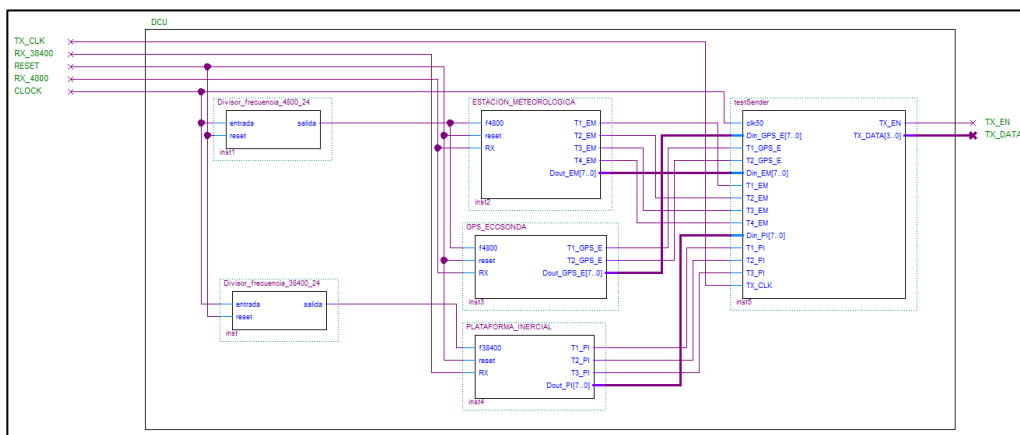 DCU
TX_CLK
RX_38400
RESET
RX_4800
CLOCK
Divisor_frecuencia_4800_24
entrada salida
reset
inst1
ESTACION_METEOROLOGICA
f4800 T1_EM
reset T2_EM
RX T3_EM
T4_EM
Dout_EM[7..0]
inst2
GPS_ECOSONDA
f4800 T1_GPS_E
reset T2_GPS_E
RX Dout_GPS_E[7..0]
inst3
Divisor_frecuencia_38400_24
entrada salida
reset
inst
PLATAFORMA_INERCIAL
f38400 T1_PI
reset T2_PI
RX T3_PI
Dout_PI[7..0]
inst4
testSender
clk50 TX_EN
Din_GPS_E[7..0] TX_DATA[3..0]
T1_GPS_E
T2_GPS_E
Din_EM[7..0]
T1_EM
T2_EM
T3_EM
T4_EM
Din_PI[7..0]
T1_PI
T2_PI
T3_PI
TX_CLK
inst5
TX_EN
TX_DATA